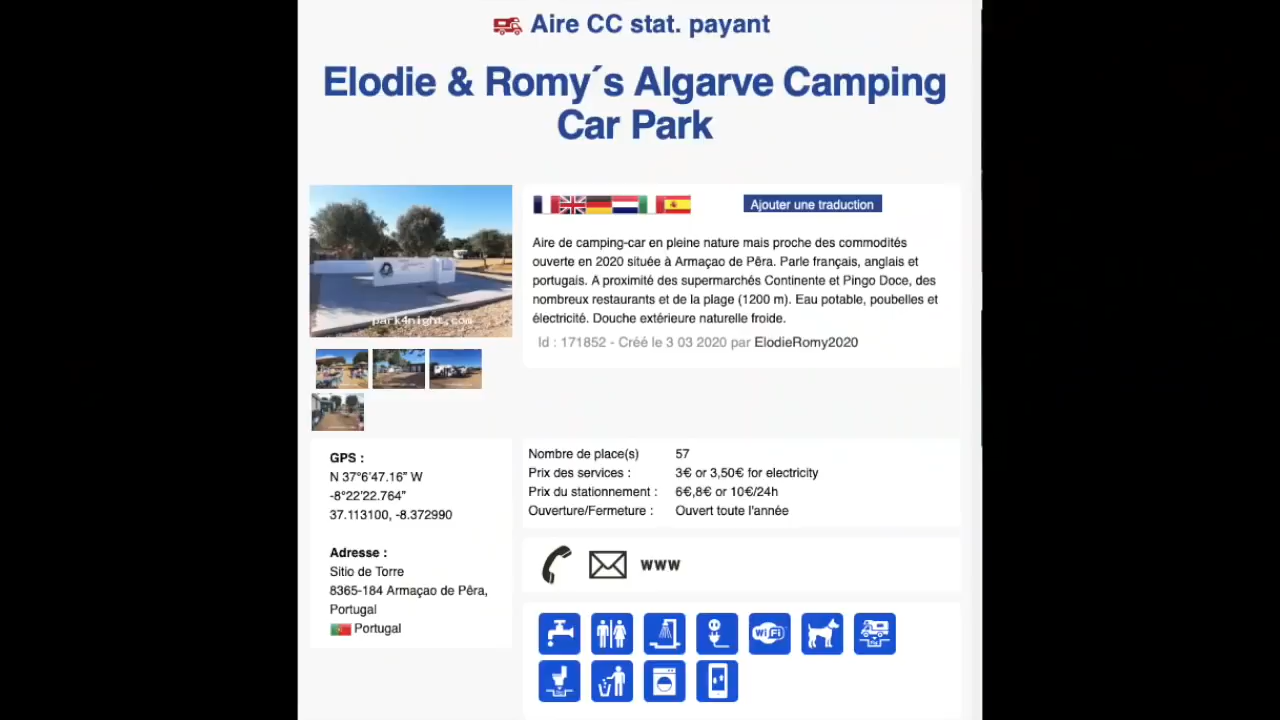 Aire CC stat. payant
Elodie & Romy´s Algarve Camping
Car Park
Ajouter une traduction
Aire de camping-car en pleine nature mais proche des commodités
ouverte en 2020 située à Armaçao de Pêra. Parle français, anglais et
portugais. A proximité des supermarchés Continente et Pingo Doce, des
nombreux restaurants et de la plage (1200 m). Eau potable, poubelles et
électricité. Douche extérieure naturelle froide.
Id : 171852 - Créé le 3 03 2020 par ElodieRomy2020
park4night.com
GPS :
N 37°6'47.16” W
-8°22'22.764”
37.113100, -8.372990
Adresse :
Sitio de Torre
8365-184 Armaçao de Pêra,
Portugal
Portugal
Nombre de place(s) 57
Prix des services : 3€ or 3,50€ for electricity
Prix du stationnement : 6€,8€ or 10€/24h
Ouverture/Fermeture : Ouvert toute l'année
www
WiFi